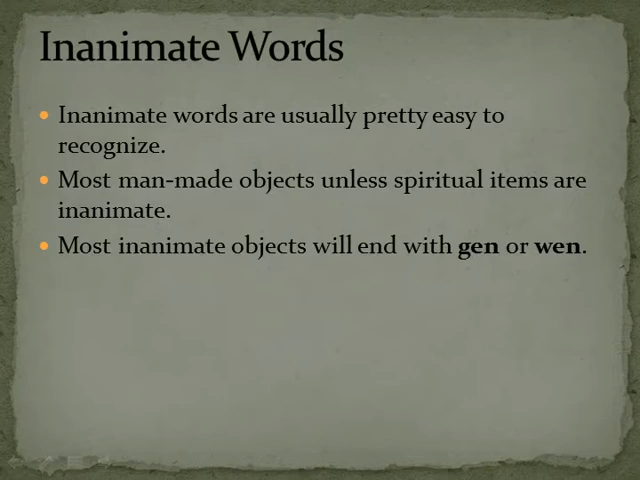 Inanimate Words
• Inanimate words are usually pretty easy to
recognize.
• Most man-made objects unless spiritual items are
inanimate.
• Most inanimate objects will end with gen or wen.